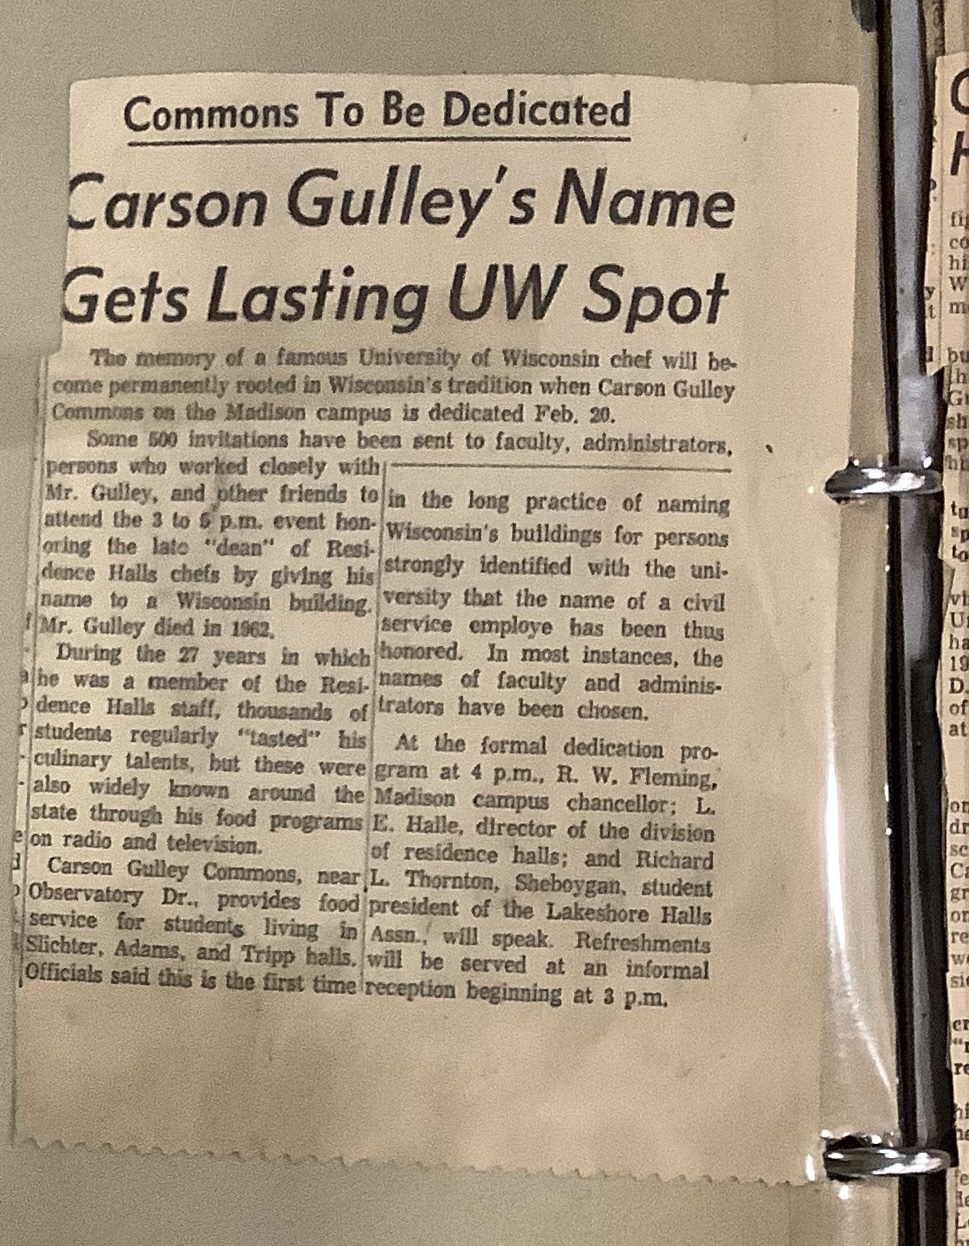 Commons To Be Dedicated
Carson Gulley's Name
Gets Lasting UW Spot
The memory of a famous University of Wisconsin chef will be-
come permanently rooted in Wisconsin's tradition when Carson Gulley
Commons on the Madison campus is dedicated Feb. 20.
Some 500 invitations have been sent to faculty, administrators,
persons who worked closely with
Mr. Gulley, and other friends to
attend the 3 to 5 p.m. event hon-
oring the late "dean" of Resi-
dence Halls chefs by giving his
name to a Wisconsin building.
Mr. Gulley died in 1962.
During the 27 years in which
he was a member of the Resi-
dence Halls staff, thousands of
students regularly "tasted" his
culinary talents, but these were
also widely known around the
state through his food programs
on radio and television.
Carson Gulley Commons, near
Observatory Dr., provides food
service for students living in
Slichter, Adams, and Tripp halls.
Officials said this is the first time
in the long practice of naming
Wisconsin's buildings for persons
strongly identified with the uni-
versity that the name of a civil
service employe has been thus
honored. In most instances, the
names of faculty and adminis-
trators have been chosen.
At the formal dedication pro-
gram at 4 p.m., R. W. Fleming,
Madison campus chancellor; L.
E. Halle, director of the division
of residence halls; and Richard
L. Thornton, Sheboygan, student
president of the Lakeshore Halls
Assn., will speak. Refreshments
will be served at an informal
reception beginning at 3 p.m.